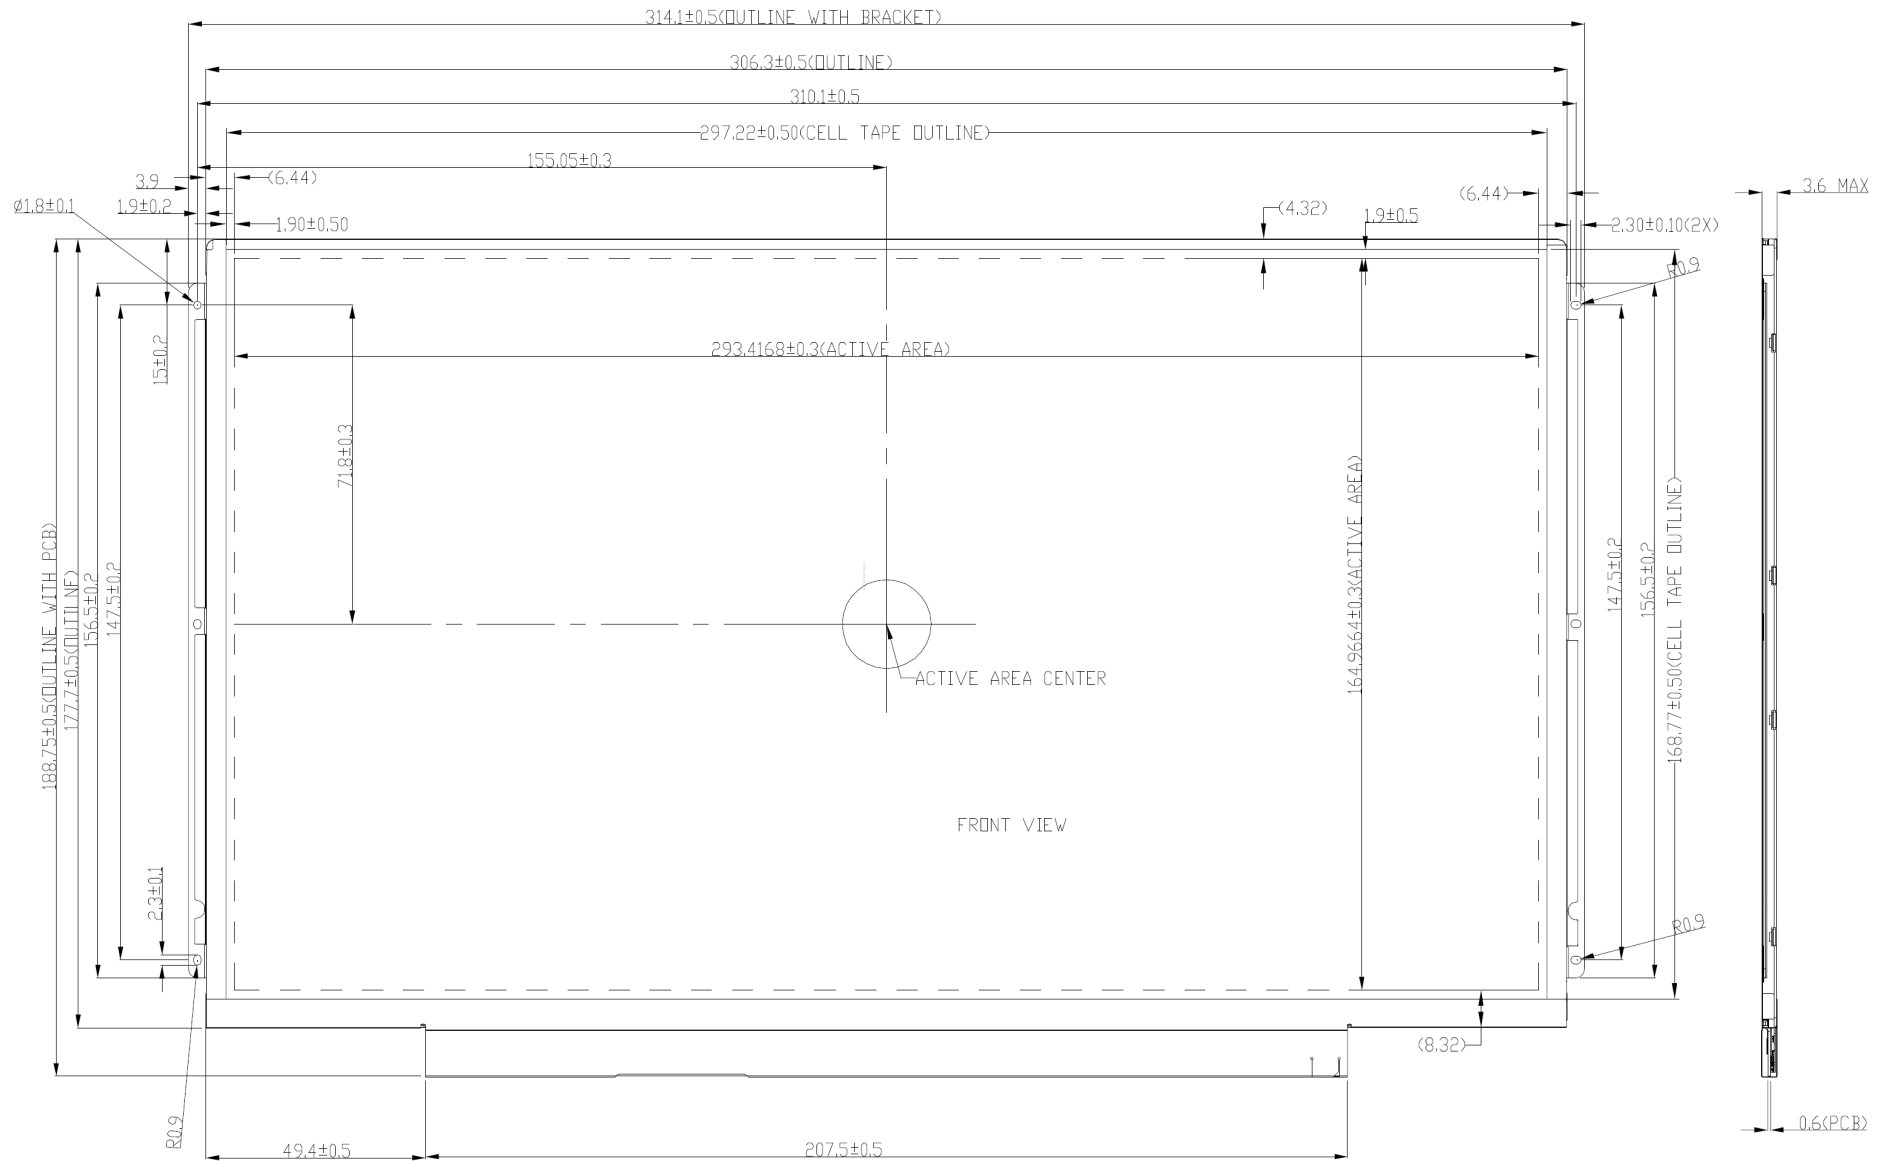 314.1±0.5(OUTLINE WITH BRACKET)
306.3±0.5(OUTLINE)
310.1±0.5
297.22±0.50(CELL TAPE OUTLINE)
155.05±0.3
(6.44)
3.9
(6.44)
3.6 MAX
ø1.8±0.1
1.9±0.2
1.90±0.50
(4.32)
1.9±0.5
2.30±0.10(2X)
R0.9
15±0.2
293.4168±0.3(ACTIVE AREA)
71.8±0.3
164.9664±0.3(ACTIVE AREA)
188.75±0.5(OUTLINE WITH PCB)
177.7±0.5(OUTILNE)
156.5±0.2
147.5±0.2
147.5±0.2
156.5±0.2
168.77±0.50(CELL TAPE OUTLINE)
ACTIVE AREA CENTER
FRONT VIEW
2.3±0.1
R0.9
(8.32)
R0.9
49.4±0.5
207.5±0.5
0.6(PCB)